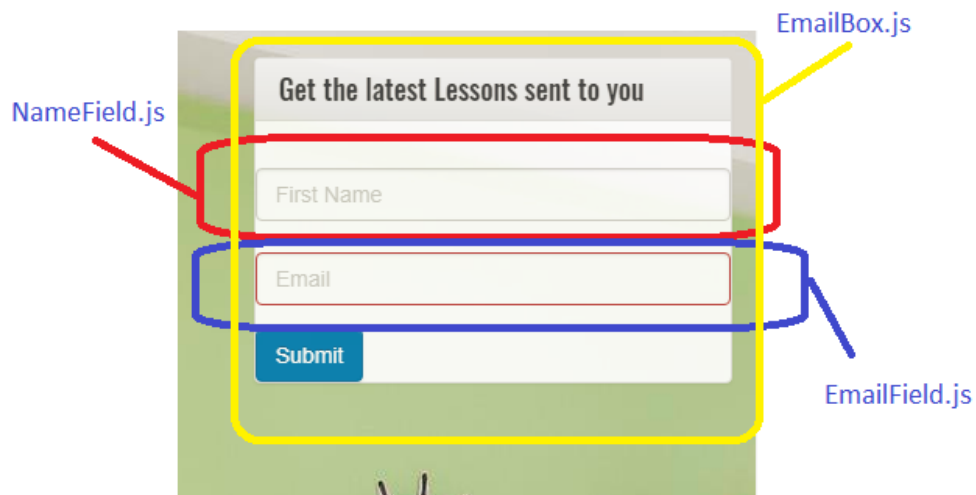 EmailBox.js
Get the latest Lessons sent to you
NameField.js
First Name
Email
Submit
EmailField.js